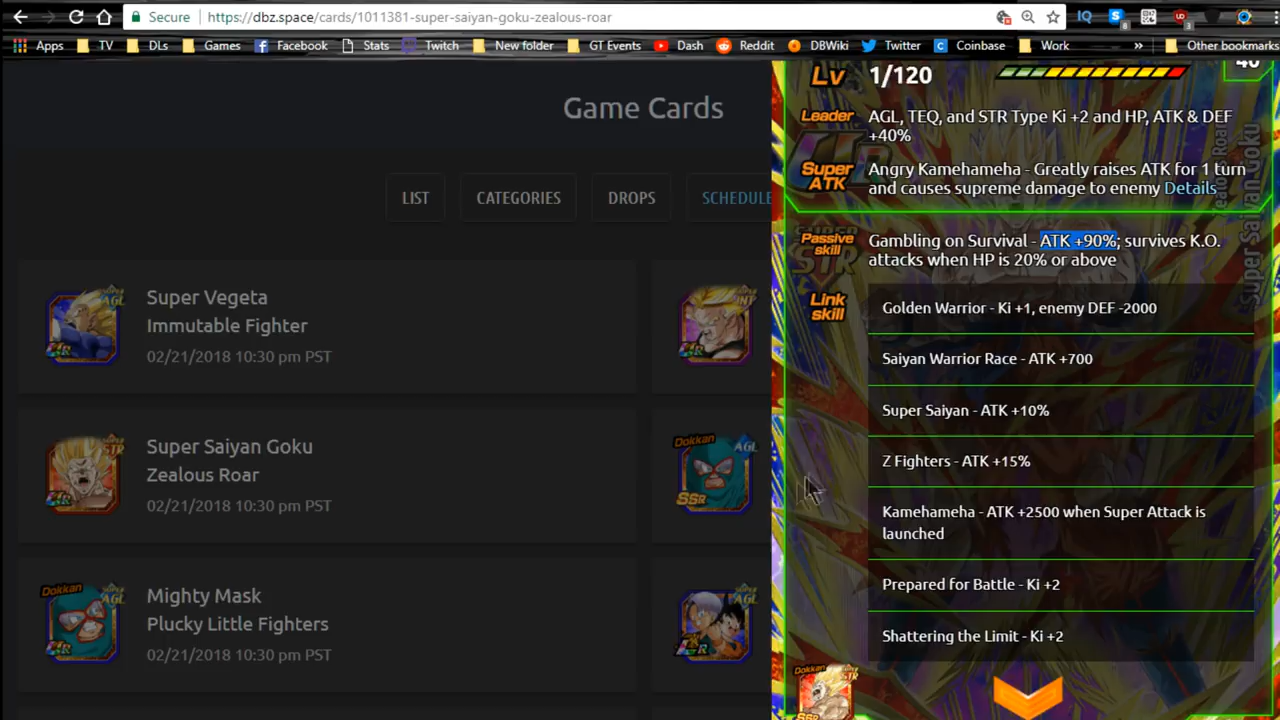 Secure https://dbz.space/cards/1011381-super-saiyan-goku-zealous-roar
Apps TV DLs Games Facebook Stats Twitch New folder GT Events Dash Reddit DBWiki Twitter Coinbase Work » Other bookmarks
Game Cards
LIST CATEGORIES DROPS SCHEDULE
Super Vegeta
Immutable Fighter
02/21/2018 10:30 pm PST
Super Saiyan Goku
Zealous Roar
02/21/2018 10:30 pm PST
Mighty Mask
Plucky Little Fighters
02/21/2018 10:30 pm PST
Lv 1/120
40
Leader AGL, TEQ, and STR Type Ki +2 and HP, ATK & DEF
+40%
Super ATK Angry Kamehameha - Greatly raises ATK for 1 turn
and causes supreme damage to enemy Details
Passive skill Gambling on Survival - ATK +90%; survives K.O.
attacks when HP is 20% or above
Link skill Golden Warrior - Ki +1, enemy DEF -2000
Saiyan Warrior Race - ATK +700
Super Saiyan - ATK +10%
Z Fighters - ATK +15%
Kamehameha - ATK +2500 when Super Attack is
launched
Prepared for Battle - Ki +2
Shattering the Limit - Ki +2
Zealous Roar
Super Saiyan Goku